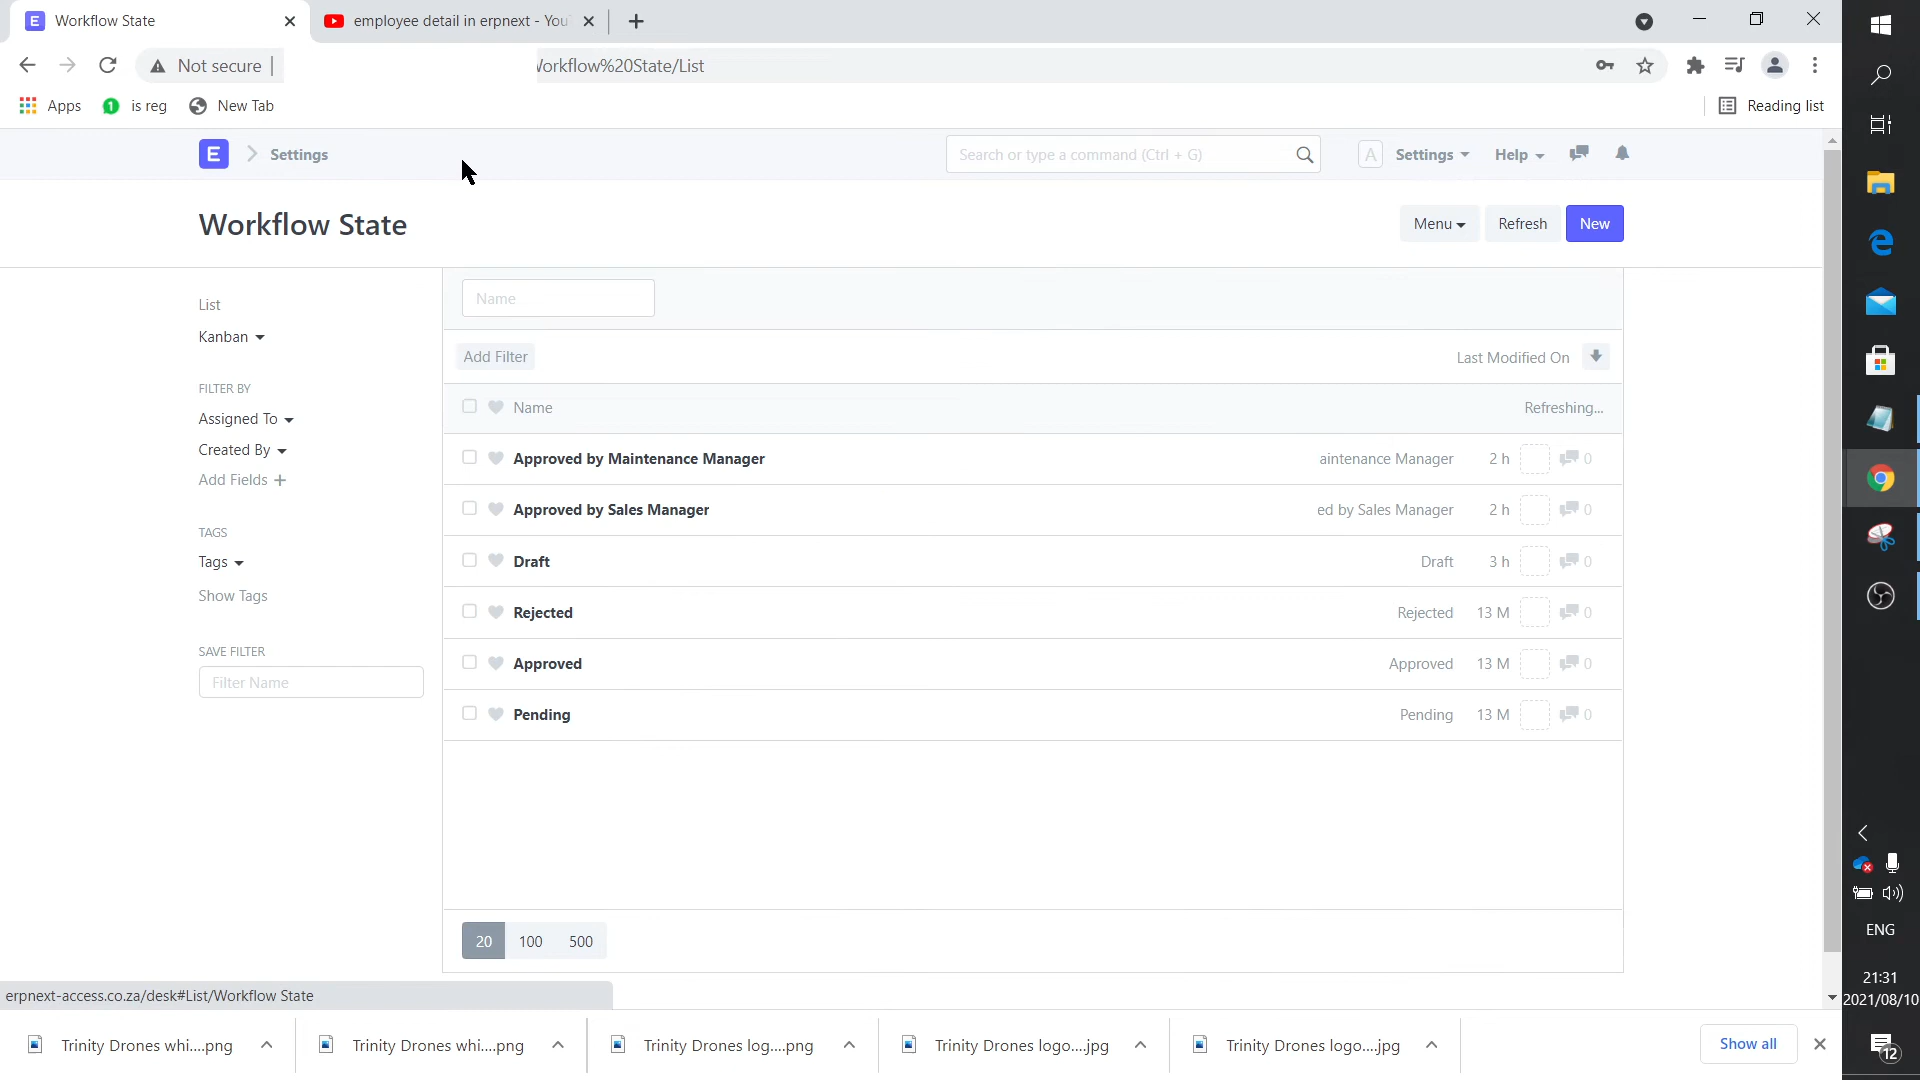 E Workflow State
employee detail in erpnext - You
Not secure
Workflow%20State/List
Apps
1 is reg
New Tab
Reading list
E Settings
Search or type a command (Ctrl + G)
A Settings
Help
Workflow State
Menu
Refresh
New
List
Kanban
FILTER BY
Assigned To
Created By
Add Fields +
TAGS
Tags
Show Tags
SAVE FILTER
Filter Name
Name
Add Filter
Last Modified On
Name
Refreshing...
Approved by Maintenance Manager aintenance Manager 2 h 0
Approved by Sales Manager ed by Sales Manager 2 h 0
Draft Draft 3 h 0
Rejected Rejected 13 M 0
Approved Approved 13 M 0
Pending Pending 13 M 0
20 100 500
erpnext-access.co.za/desk#List/Workflow State
Trinity Drones whi....png
Trinity Drones whi....png
Trinity Drones log....png
Trinity Drones logo....jpg
Trinity Drones logo....jpg
Show all
ENG
21:31
2021/08/10
12